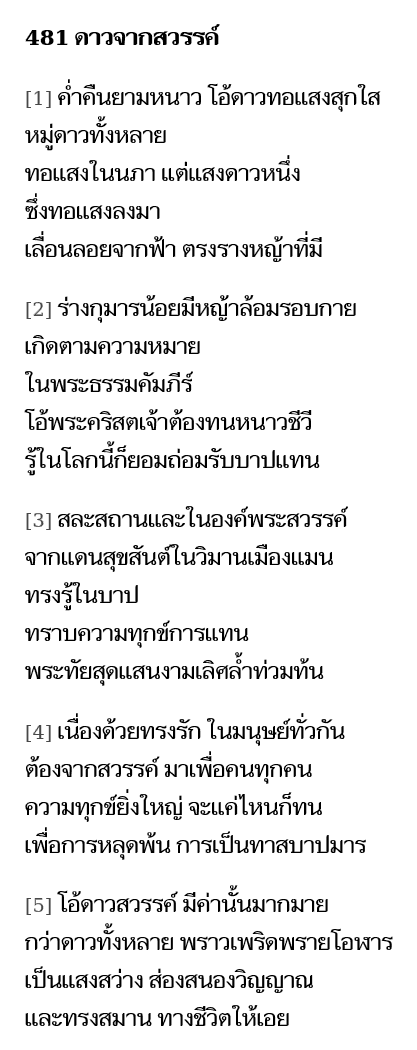 481 ดาวจากสวรรค์
[1] ค่ำคืนยามหนาว โอ้ดาวทอแสงสุกใส
หมู่ดาวทั้งหลาย
ทอแสงในนภา แต่แสงดาวหนึ่ง
ซึ่งทอแสงลงมา
เลื่อนลอยจากฟ้า ตรงรางหญ้าที่มี
[2] ร่างกุมารน้อยมีหญ้าล้อมรอบกาย
เกิดตามความหมาย
ในพระธรรมคัมภีร์
โอ้พระคริสตเจ้าต้องทนหนาวชีวี
รู้ในโลกนี้ก็ยอมถ่อมรับบาปแทน
[3] สละสถานและในองค์พระสวรรค์
จากแดนสุขสันต์ในวิมานเมืองแมน
ทรงรู้ในบาป
ทราบความทุกข์การแทน
พระทัยสุดแสนงามเลิศล้ำท่วมท้น
[4] เนื่องด้วยทรงรัก ในมนุษย์ทั่วกัน
ต้องจากสวรรค์ มาเพื่อคนทุกคน
ความทุกข์ยิ่งใหญ่ จะแค่ไหนก็ทน
เพื่อการหลุดพ้น การเป็นทาสบาปมาร
[5] โอ้ดาวสวรรค์ มีค่านั้นมากมาย
กว่าดาวทั้งหลาย พราวเพริดพรายโอฬาร
เป็นแสงสว่าง ส่องสนองวิญญาณ
และทรงสมาน ทางชีวิตให้เอย